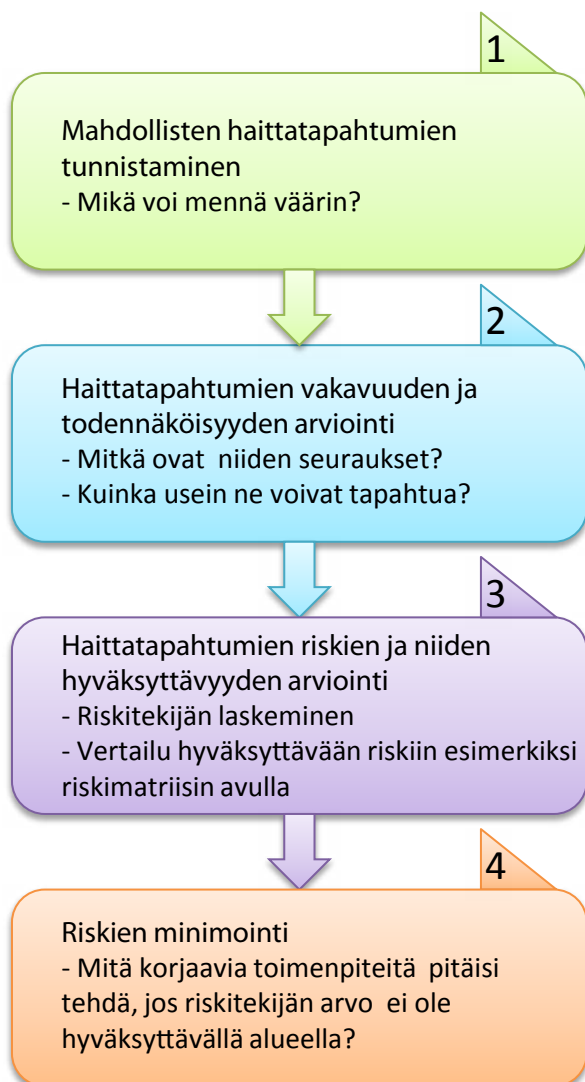 1
Mahdollisten haittatapahtumien
tunnistaminen
- Mikä voi mennä väärin?
2
Haittatapahtumien vakavuuden ja
todennäköisyyden arviointi
- Mitkä ovat niiden seuraukset?
- Kuinka usein ne voivat tapahtua?
3
Haittatapahtumien riskien ja niiden
hyväksyttävyyden arviointi
- Riskitekijän laskeminen
- Vertailu hyväksyttävään riskiin esimerkiksi
riskimatriisin avulla
4
Riskien minimointi
- Mitä korjaavia toimenpiteitä pitäisi
tehdä, jos riskitekijän arvo ei ole
hyväksyttävällä alueella?